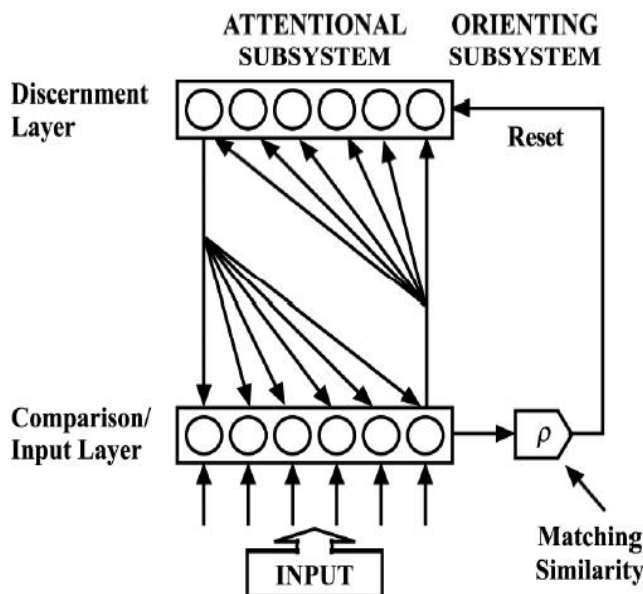 ATTENTIONAL
SUBSYSTEM
ORIENTING
SUBSYSTEM
Discernment
Layer
Reset
Comparison/
Input Layer
ρ
Matching
Similarity
INPUT